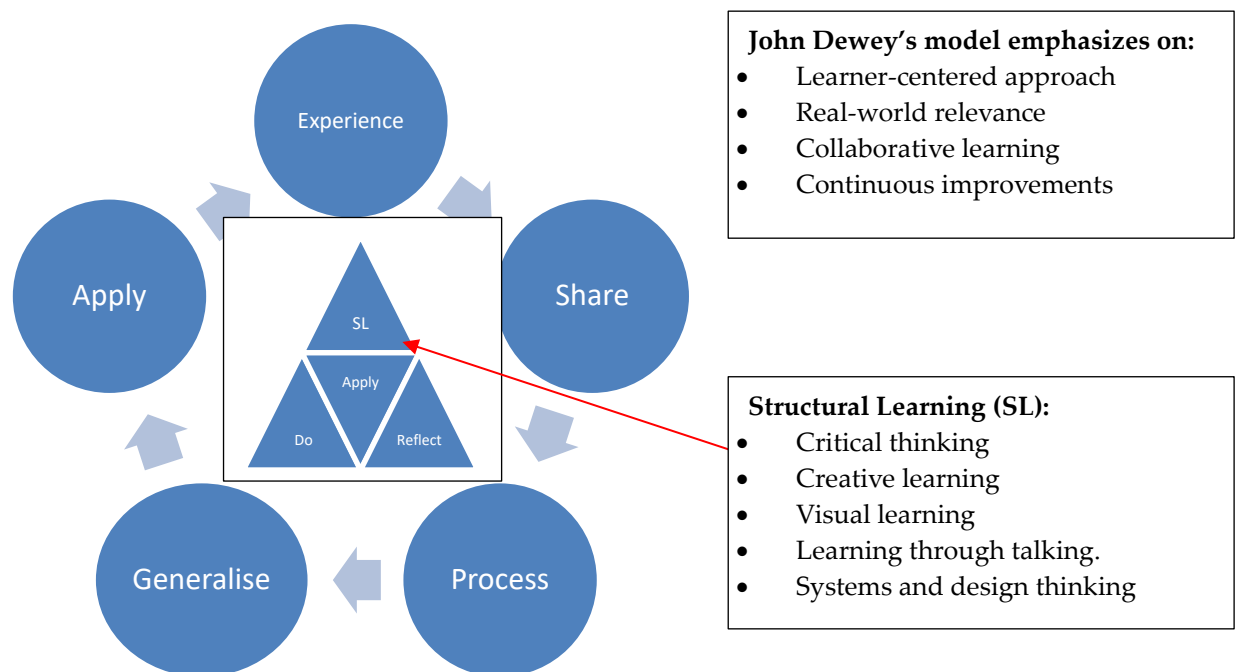 Experience
Share
Process
Generalise
Apply
SL
Apply
Do
Reflect
John Dewey’s model emphasizes on:
• Learner-centered approach
• Real-world relevance
• Collaborative learning
• Continuous improvements
Structural Learning (SL):
• Critical thinking
• Creative learning
• Visual learning
• Learning through talking.
• Systems and design thinking